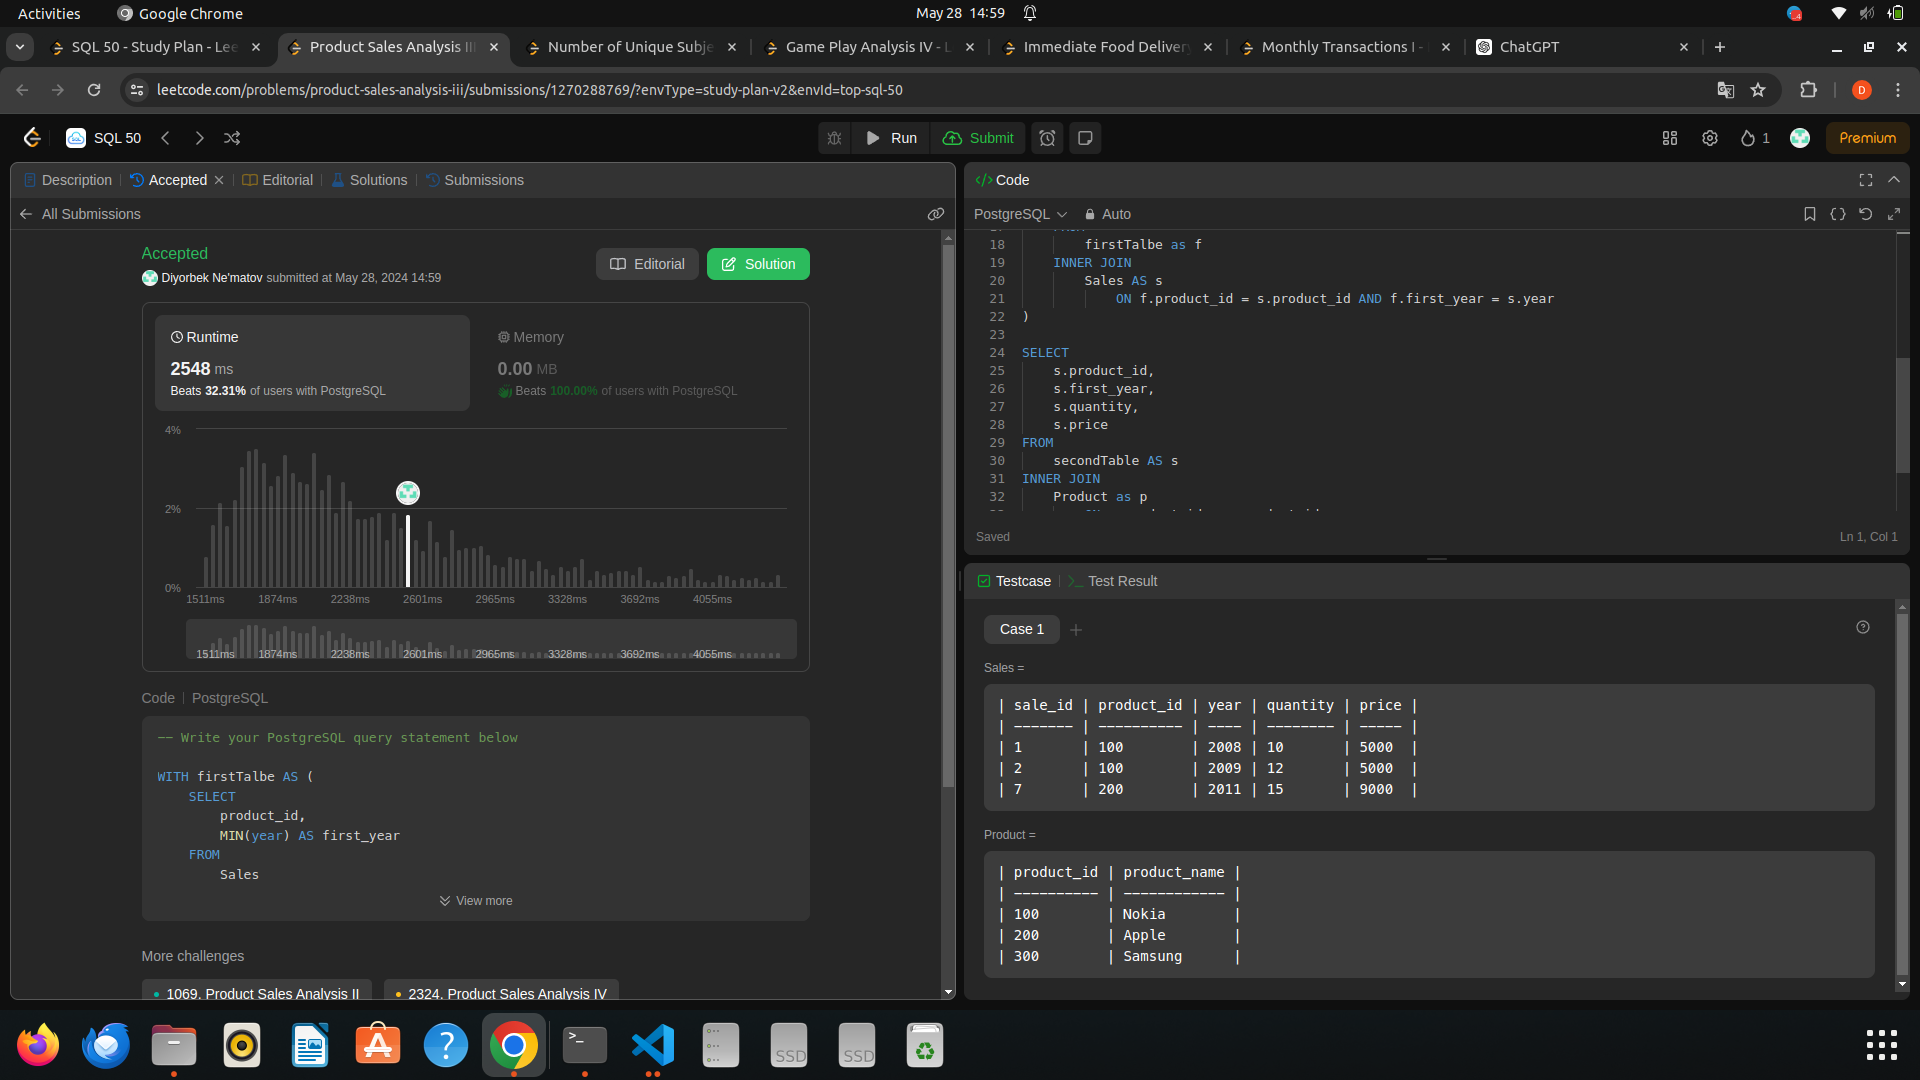 Activities
Google Chrome
May 28 14:59
SQL 50 - Study Plan - Lee
Product Sales Analysis III
Number of Unique Subje
Game Play Analysis IV - L
Immediate Food Delivery
Monthly Transactions I -
ChatGPT
leetcode.com/problems/product-sales-analysis-iii/submissions/1270288769/?envType=study-plan-v2&envId=top-sql-50
D
SQL 50
Run
Submit
1
Premium
Description
Accepted
Editorial
Solutions
Submissions
All Submissions
Accepted
Diyorbek Ne'matov submitted at May 28, 2024 14:59
Editorial
Solution
Runtime
2548 ms
Beats 32.31% of users with PostgreSQL
Memory
0.00 MB
Beats 100.00% of users with PostgreSQL
4%
2%
0%
1511ms 1874ms 2238ms 2601ms 2965ms 3328ms 3692ms 4055ms
1511ms 1874ms 2238ms 2601ms 2965ms 3328ms 3692ms 4055ms
Code | PostgreSQL
-- Write your PostgreSQL query statement below
WITH firstTalbe AS (
SELECT
product_id,
MIN(year) AS first_year
FROM
Sales
View more
More challenges
1069. Product Sales Analysis II
2324. Product Sales Analysis IV
Code
PostgreSQL
Auto
18 firstTalbe as f
19 INNER JOIN
20 Sales AS s
21 ON f.product_id = s.product_id AND f.first_year = s.year
22 )
23
24 SELECT
25 s.product_id,
26 s.first_year,
27 s.quantity,
28 s.price
29 FROM
30 secondTable AS s
31 INNER JOIN
32 Product as p
Saved
Ln 1, Col 1
Testcase
Test Result
Case 1
Sales =
| sale_id | product_id | year | quantity | price |
| ------- | ---------- | ---- | -------- | ----- |
| 1 | 100 | 2008 | 10 | 5000 |
| 2 | 100 | 2009 | 12 | 5000 |
| 7 | 200 | 2011 | 15 | 9000 |
Product =
| product_id | product_name |
| ---------- | ------------ |
| 100 | Nokia |
| 200 | Apple |
| 300 | Samsung |
SSD
SSD